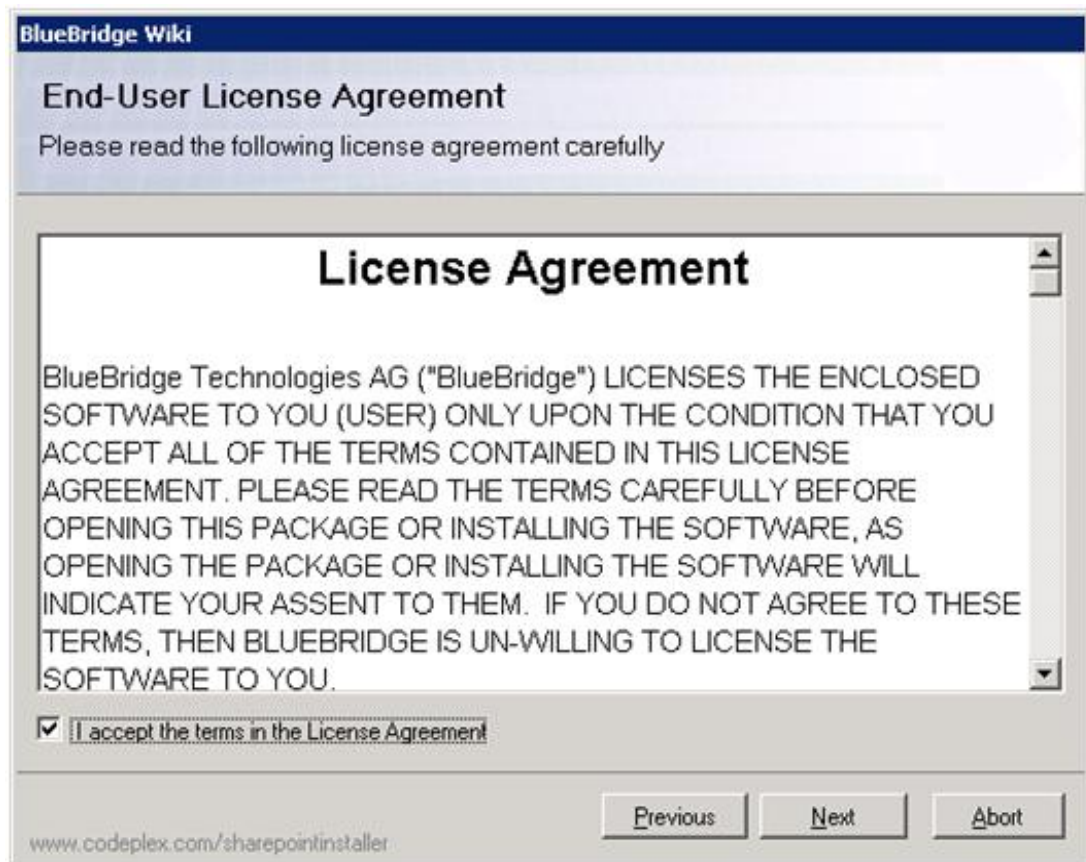 BlueBridge Wiki
End-User License Agreement
Please read the following license agreement carefully
License Agreement
BlueBridge Technologies AG ("BlueBridge") LICENSES THE ENCLOSED
SOFTWARE TO YOU (USER) ONLY UPON THE CONDITION THAT YOU
ACCEPT ALL OF THE TERMS CONTAINED IN THIS LICENSE
AGREEMENT. PLEASE READ THE TERMS CAREFULLY BEFORE
OPENING THIS PACKAGE OR INSTALLING THE SOFTWARE, AS
OPENING THE PACKAGE OR INSTALLING THE SOFTWARE WILL
INDICATE YOUR ASSENT TO THEM. IF YOU DO NOT AGREE TO THESE
TERMS, THEN BLUEBRIDGE IS UN-WILLING TO LICENSE THE
SOFTWARE TO YOU.
I accept the terms in the License Agreement
Previous Next Abort
www.codeplex.com/sharepointinstaller